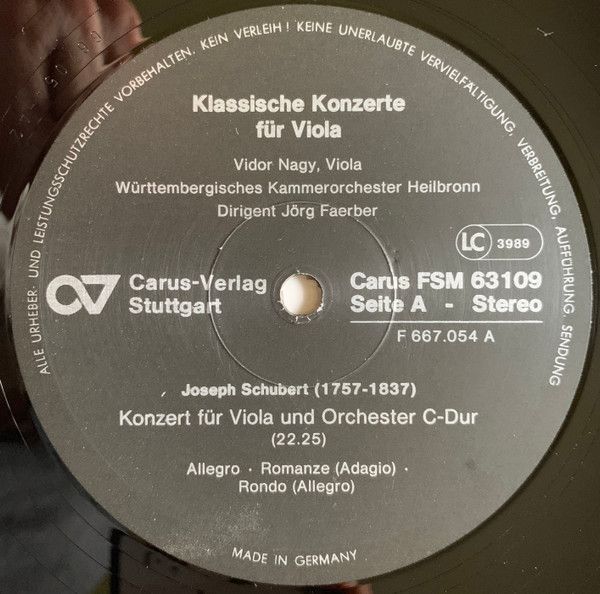 ALLE URHEBER- UND LEISTUNGSSCHUTZRECHTE VORBEHALTEN. KEIN VERLEIH! KEINE UNERLAUBTE VERVIELFÄLTIGUNG, VERBREITUNG, AUFFÜHRUNG, SENDUNG
Klassische Konzerte
für Viola
Vidor Nagy, Viola
Württembergisches Kammerorchester Heilbronn
Dirigent Jörg Faerber
LC 3989
Carus-Verlag
Stuttgart
Carus FSM 63109
Seite A - Stereo
F 667.054 A
Joseph Schubert (1757-1837)
Konzert für Viola und Orchester C-Dur
(22.25)
Allegro · Romanze (Adagio) ·
Rondo (Allegro)
MADE IN GERMANY